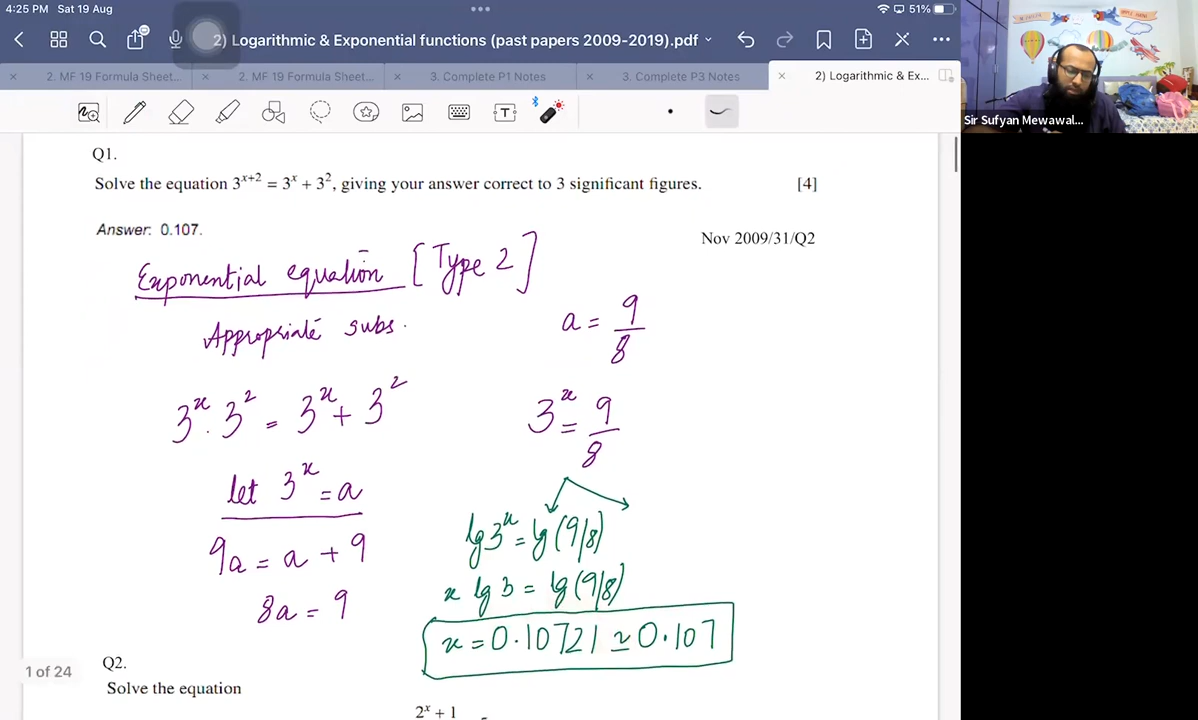 4:25 PM Sat 19 Aug
51%
2) Logarithmic & Exponential functions (past papers 2009-2019).pdf
2. MF 19 Formula Sheet...
2. MF 19 Formula Sheet...
3. Complete P1 Notes
3. Complete P3 Notes
2) Logarithmic & Ex...
Sir Sufyan Mewawal...
Q1.
Solve the equation 3^{x+2} = 3^x + 3^2, giving your answer correct to 3 significant figures. [4]
Answer: 0.107.
Nov 2009/31/Q2
Exponential equation [Type 2]
Appropriate subs.
3^x . 3^2 = 3^x + 3^2
let 3^x = a
9a = a + 9
8a = 9
a = 9/8
3^x = 9/8
lg 3^x = lg (9/8)
x lg 3 = lg (9/8)
x = 0.10721 ≃ 0.107
1 of 24
Q2.
Solve the equation
2^x + 1